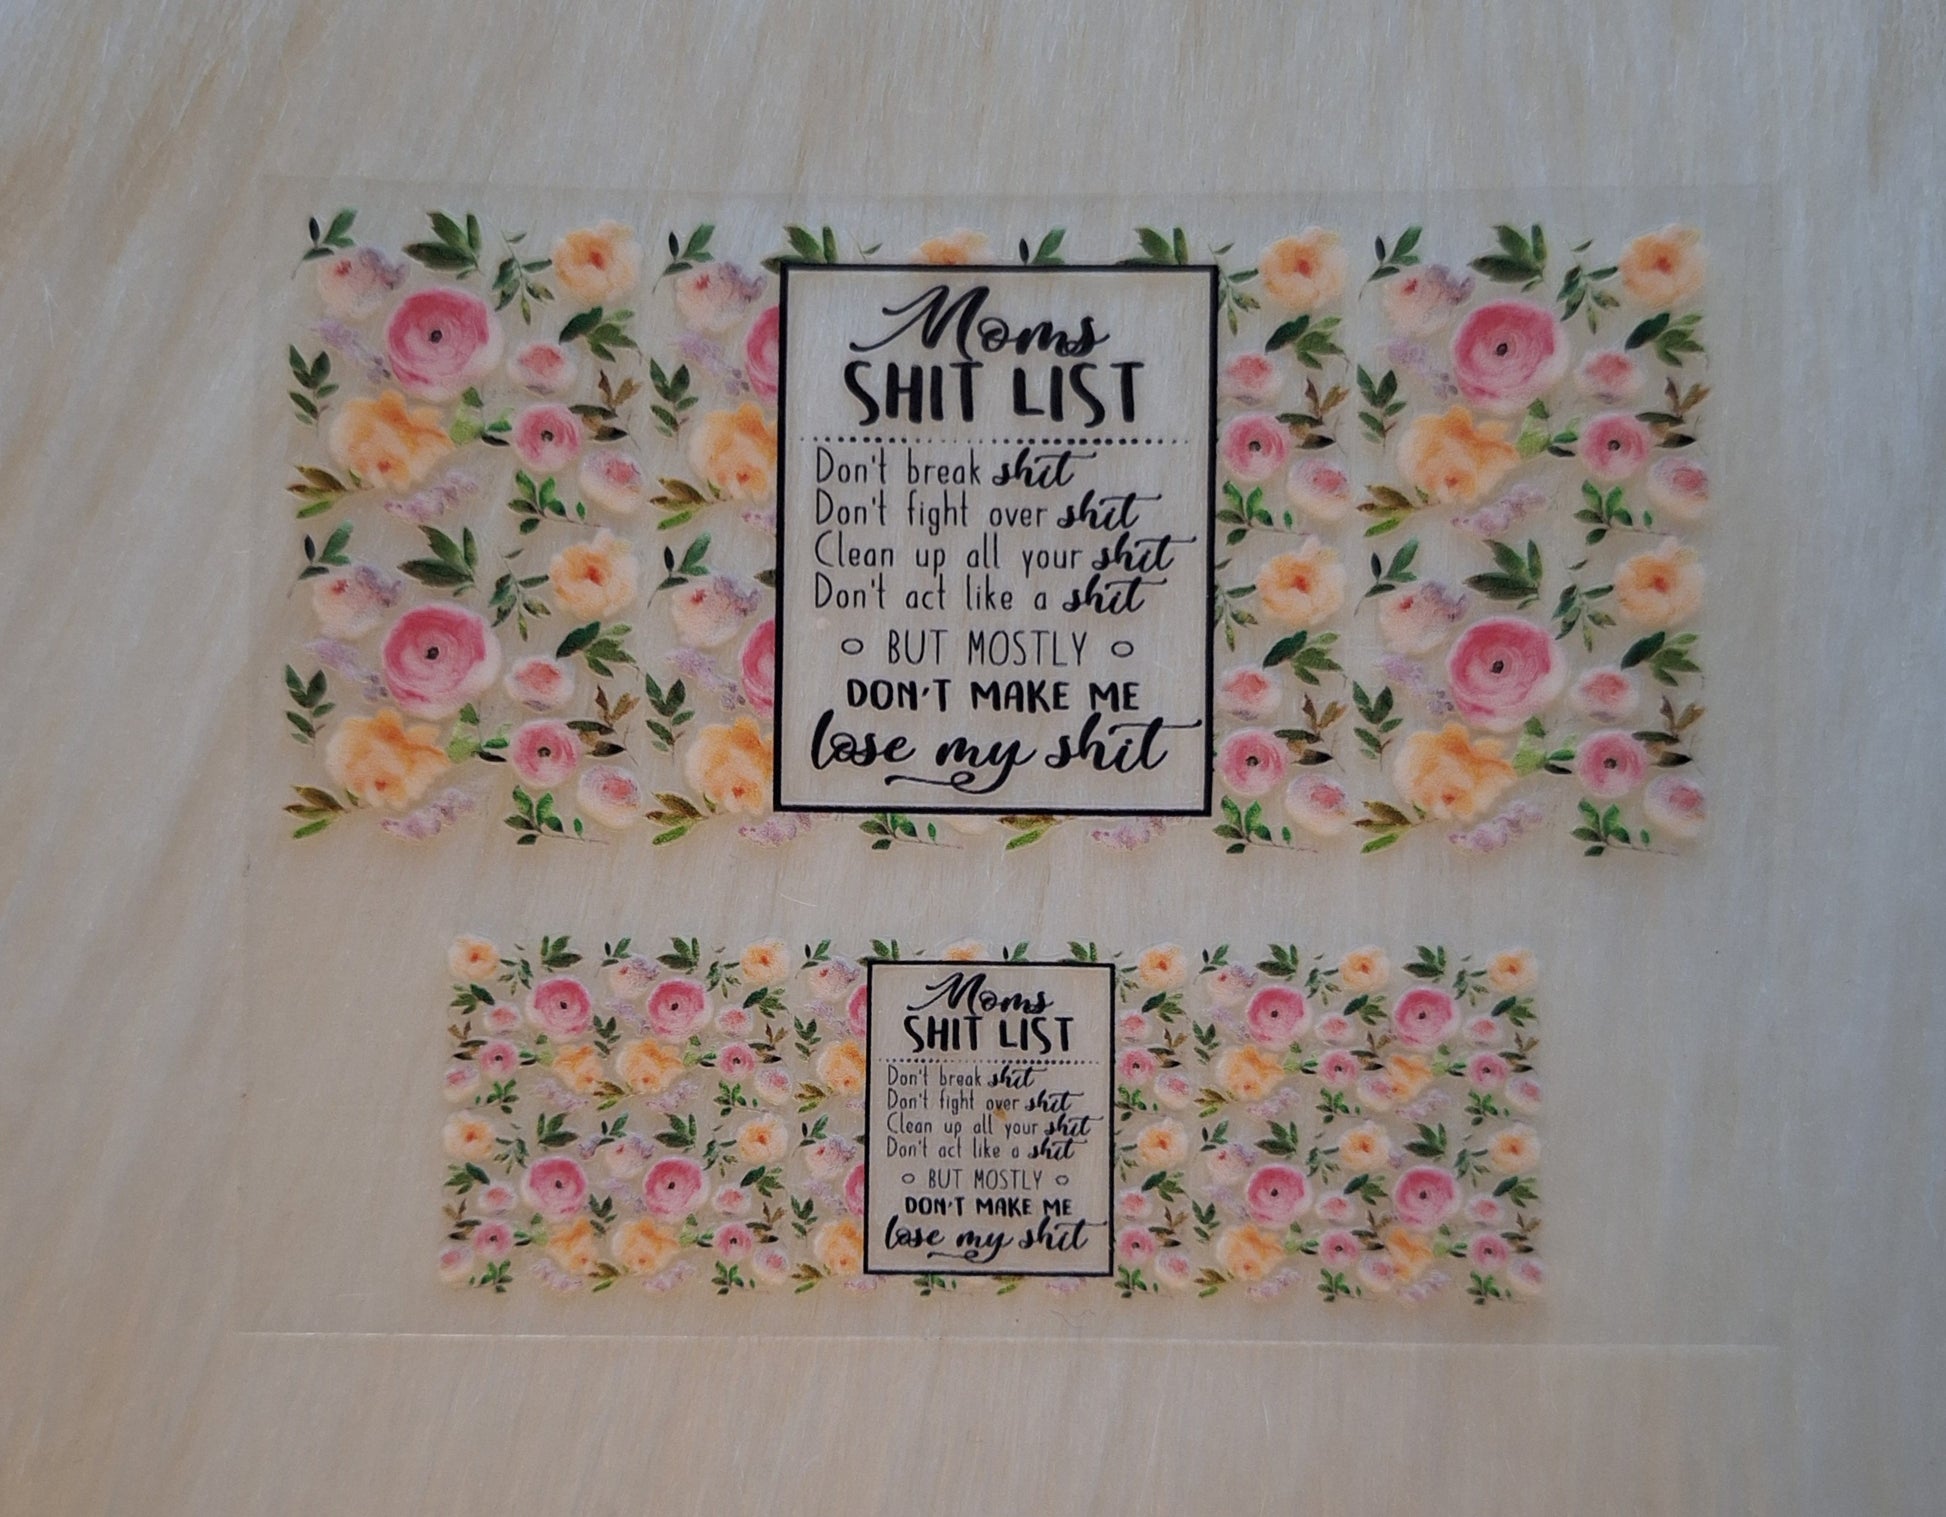 Moms
SHIT LIST
Don't break shit
Don't fight over shit
Clean up all your shit
Don't act like a shit
BUT MOSTLY
DON'T MAKE ME
lose my shit
Moms
SHIT LIST
Don't break shit
Don't fight over shit
Clean up all your shit
Don't act like a shit
BUT MOSTLY
DON'T MAKE ME
lose my shit